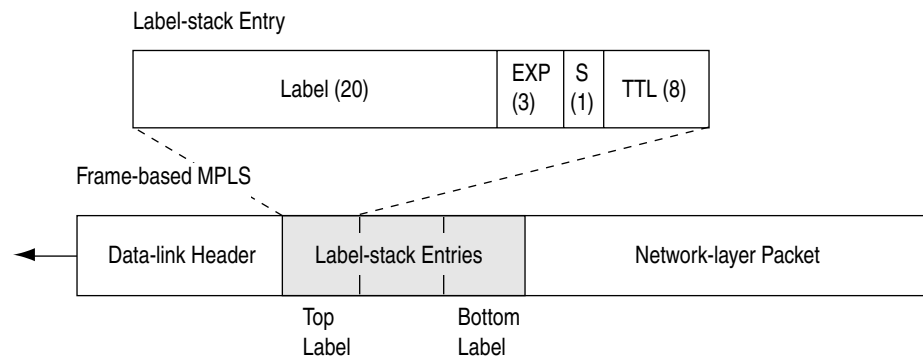 Label-stack Entry
Label (20)
EXP
(3)
S
(1)
TTL (8)
Frame-based MPLS
Data-link Header
Label-stack Entries
Network-layer Packet
Top
Label
Bottom
Label